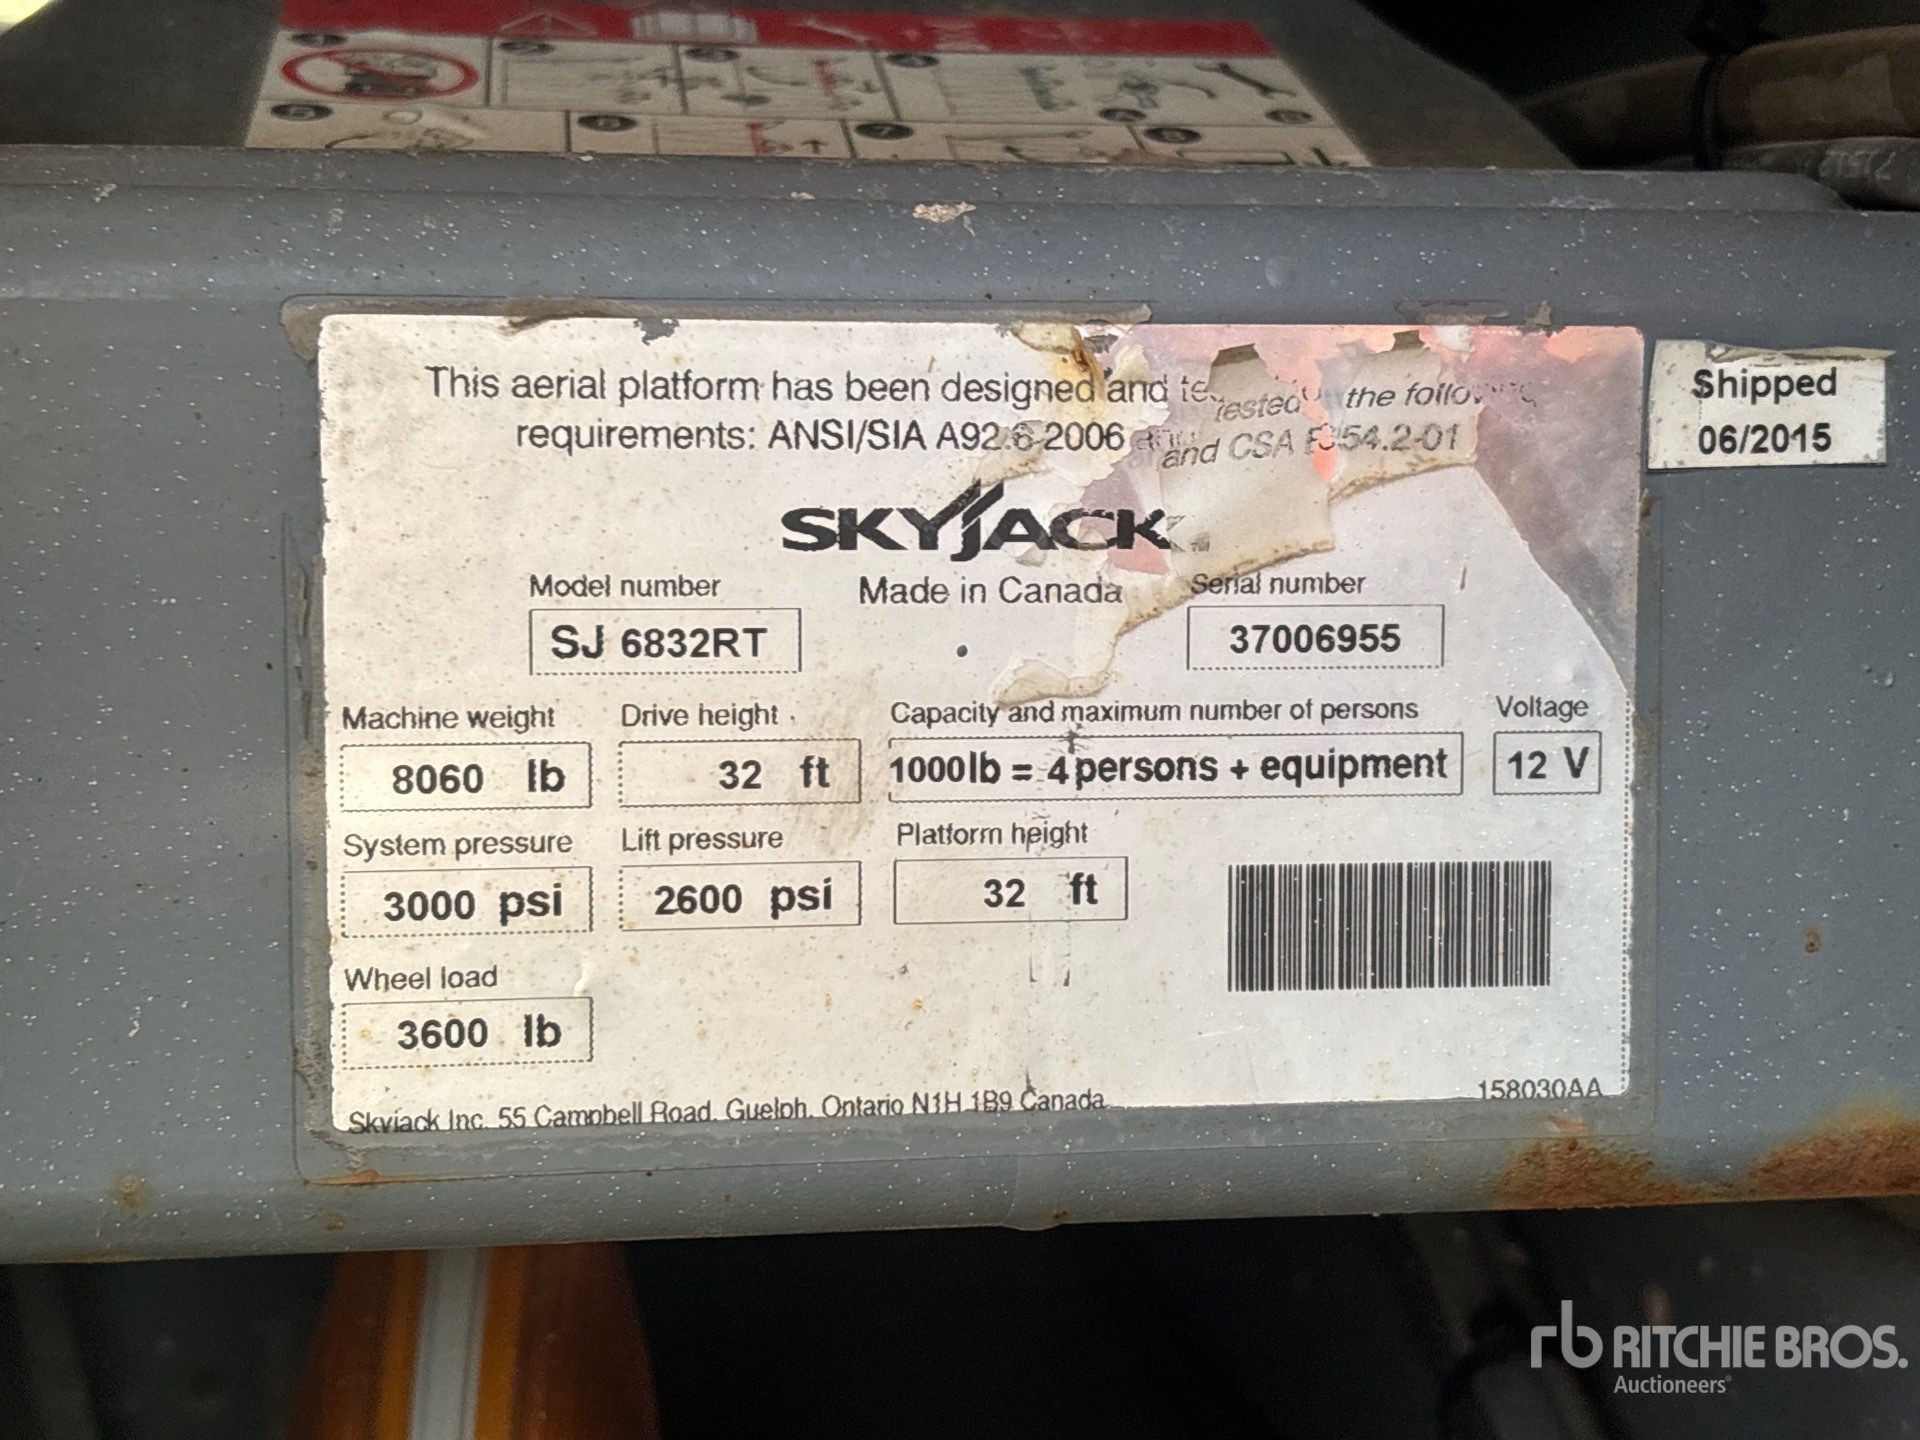 This aerial platform has been designed and tested the following
requirements: ANSI/SIA A92.6-2006 and CSA B354.2-01
Shipped
06/2015
SKYJACK
Model number
Made in Canada
Serial number
SJ 6832RT
37006955
Machine weight
Drive height
Capacity and maximum number of persons
Voltage
8060 lb
32 ft
1000lb = 4 persons + equipment
12 V
System pressure
Lift pressure
Platform height
3000 psi
2600 psi
32 ft
Wheel load
3600 lb
Skyjack Inc. 55 Campbell Road, Guelph, Ontario N1H 1B9 Canada
158030AA
rb RITCHIE BROS.
Auctioneers